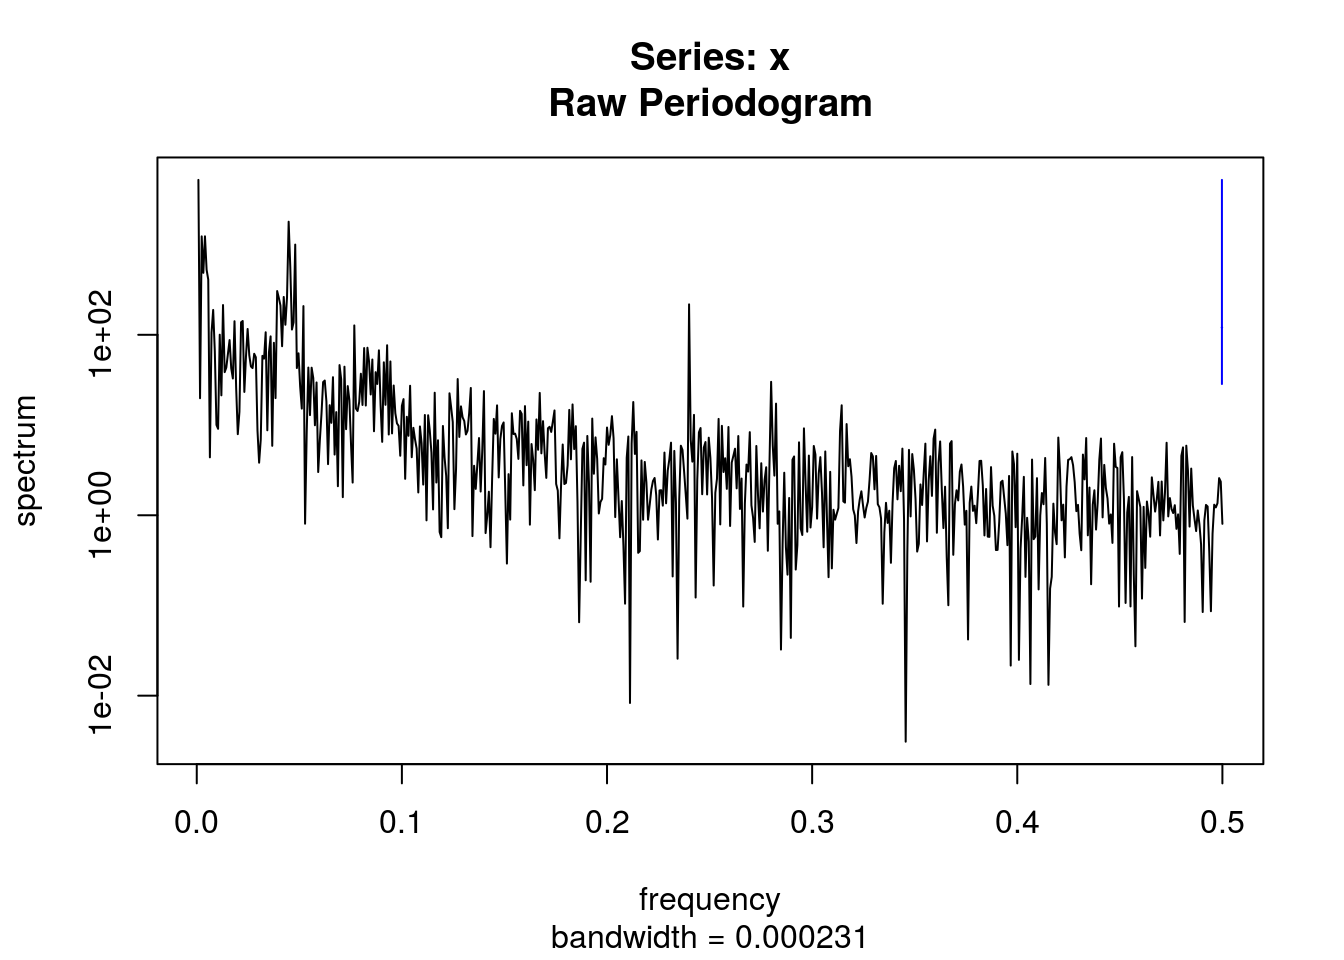 Series: x
Raw Periodogram
spectrum
1e+02
1e+00
1e-02
0.0 0.1 0.2 0.3 0.4 0.5
frequency
bandwidth = 0.000231